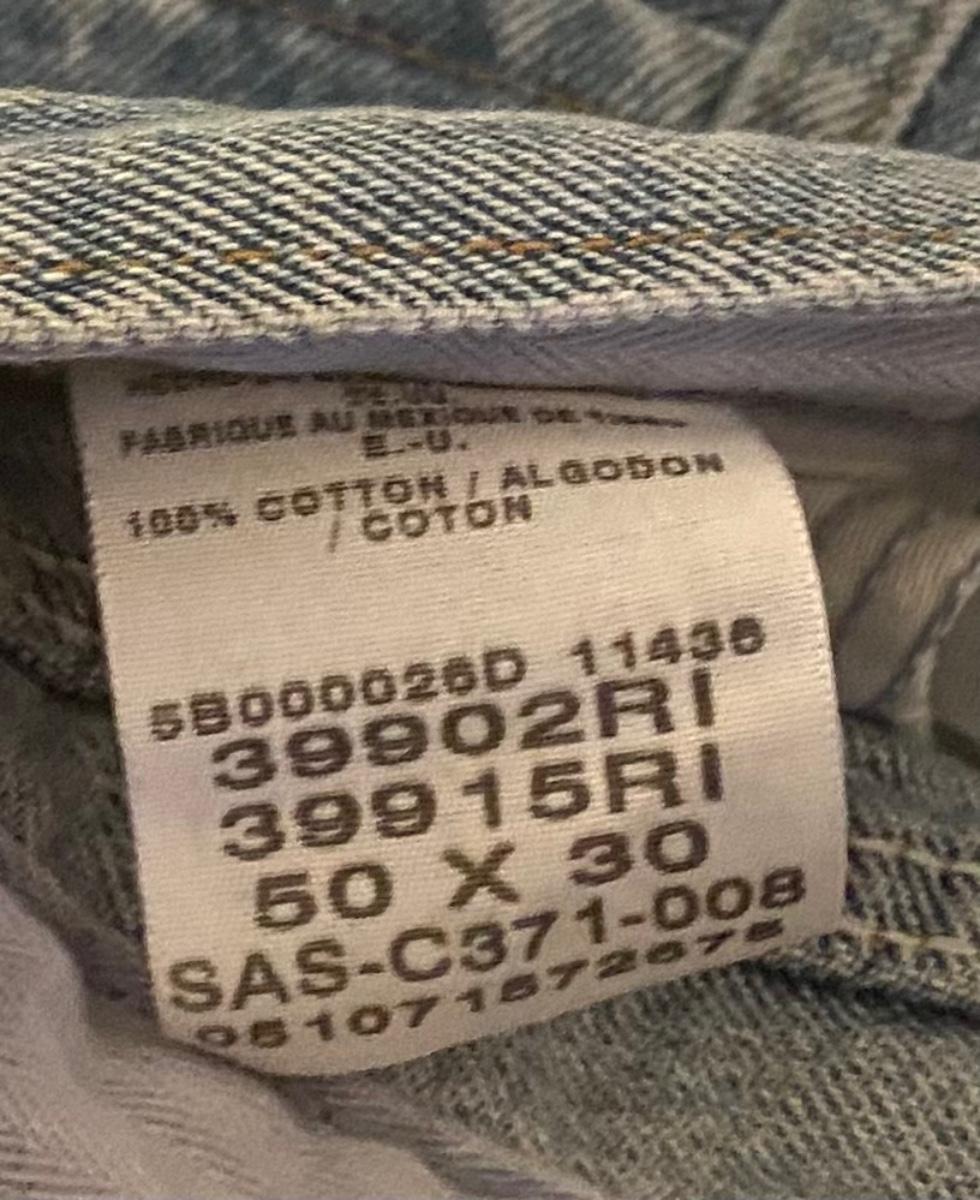 FABRIQUE AU MEXIQUE DE
E.-U.
100% COTTON / ALGODON
/ COTON
5B000026D 11436
39902RI
39915RI
50 X 30
SAS-C371-008